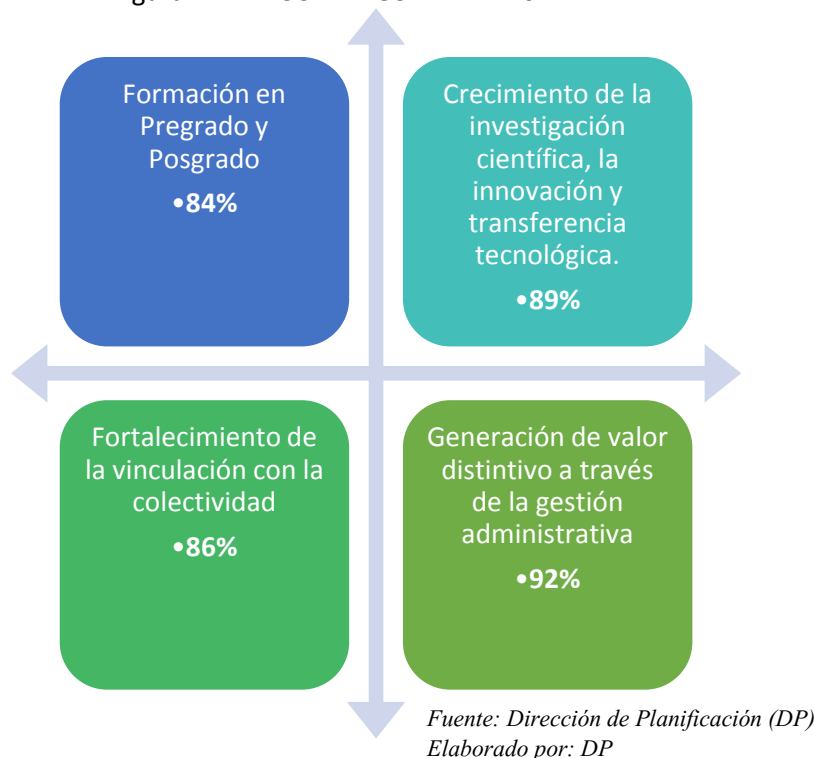 Formación en
Pregrado y
Posgrado
•84%
Crecimiento de la
investigación
científica, la
innovación y
transferencia
tecnológica.
•89%
Fortalecimiento de
la vinculación con la
colectividad
•86%
Generación de valor
distintivo a través
de la gestión
administrativa
•92%
Fuente: Dirección de Planificación (DP)
Elaborado por: DP